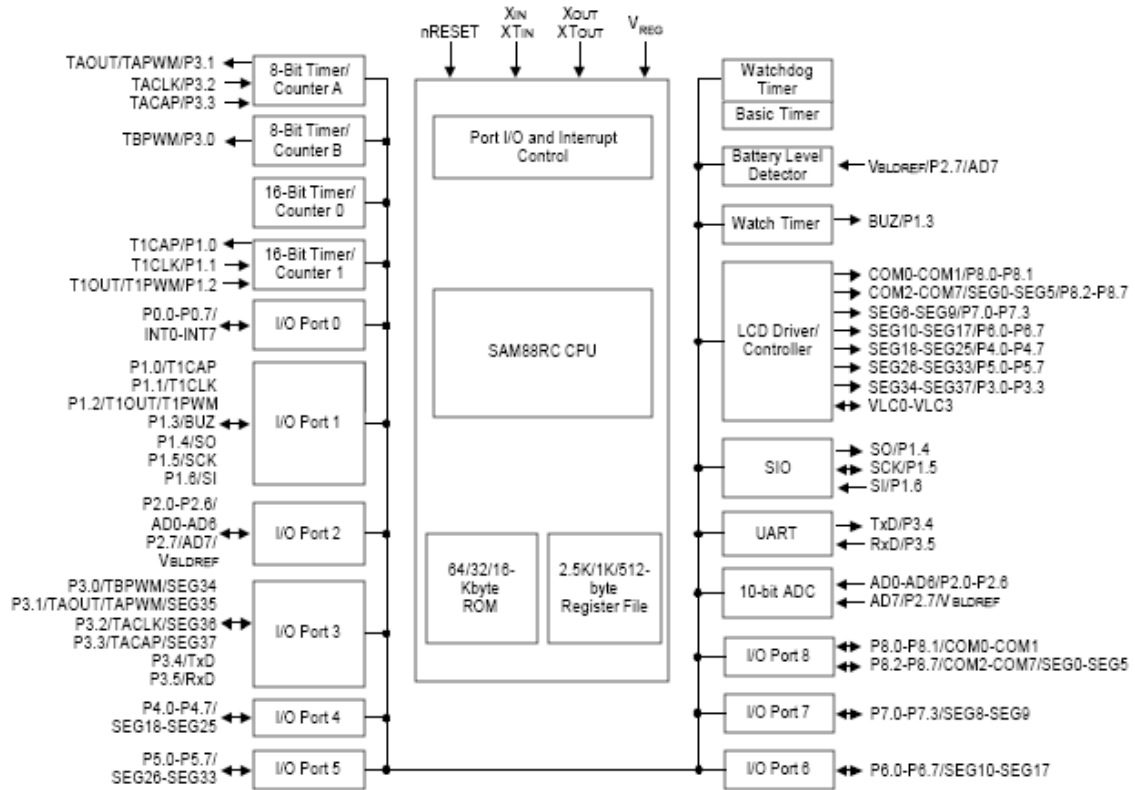 nRESET
XIN
XTIN
XOUT
XTOUT
VREG
TAOUT/TAPWM/P3.1
TACLK/P3.2
TACAP/P3.3
8-Bit Timer/
Counter A
TBPWM/P3.0
8-Bit Timer/
Counter B
16-Bit Timer/
Counter 0
T1CAP/P1.0
T1CLK/P1.1
T1OUT/T1PWM/P1.2
16-Bit Timer/
Counter 1
P0.0-P0.7/
INT0-INT7
I/O Port 0
P1.0/T1CAP
P1.1/T1CLK
P1.2/T1OUT/T1PWM
P1.3/BUZ
P1.4/SO
P1.5/SCK
P1.6/SI
I/O Port 1
P2.0-P2.6/
AD0-AD6
P2.7/AD7/
VBLDREF
I/O Port 2
P3.0/TBPWM/SEG34
P3.1/TAOUT/TAPWM/SEG35
P3.2/TACLK/SEG36
P3.3/TACAP/SEG37
P3.4/TxD
P3.5/RxD
I/O Port 3
P4.0-P4.7/
SEG18-SEG25
I/O Port 4
P5.0-P5.7/
SEG26-SEG33
I/O Port 5
Port I/O and Interrupt
Control
SAM88RC CPU
64/32/16-
Kbyte
ROM
2.5K/1K/512-
byte
Register File
Watchdog
Timer
Basic Timer
Battery Level
Detector
VBLDREF/P2.7/AD7
Watch Timer
BUZ/P1.3
LCD Driver/
Controller
COM0-COM1/P8.0-P8.1
COM2-COM7/SEG0-SEG5/P8.2-P8.7
SEG6-SEG9/P7.0-P7.3
SEG10-SEG17/P6.0-P6.7
SEG18-SEG25/P4.0-P4.7
SEG26-SEG33/P5.0-P5.7
SEG34-SEG37/P3.0-P3.3
VLC0-VLC3
SIO
SO/P1.4
SCK/P1.5
SI/P1.6
UART
TxD/P3.4
RxD/P3.5
10-bit ADC
AD0-AD6/P2.0-P2.6
AD7/P2.7/VBLDREF
I/O Port 8
P8.0-P8.1/COM0-COM1
P8.2-P8.7/COM2-COM7/SEG0-SEG5
I/O Port 7
P7.0-P7.3/SEG8-SEG9
I/O Port 6
P6.0-P6.7/SEG10-SEG17